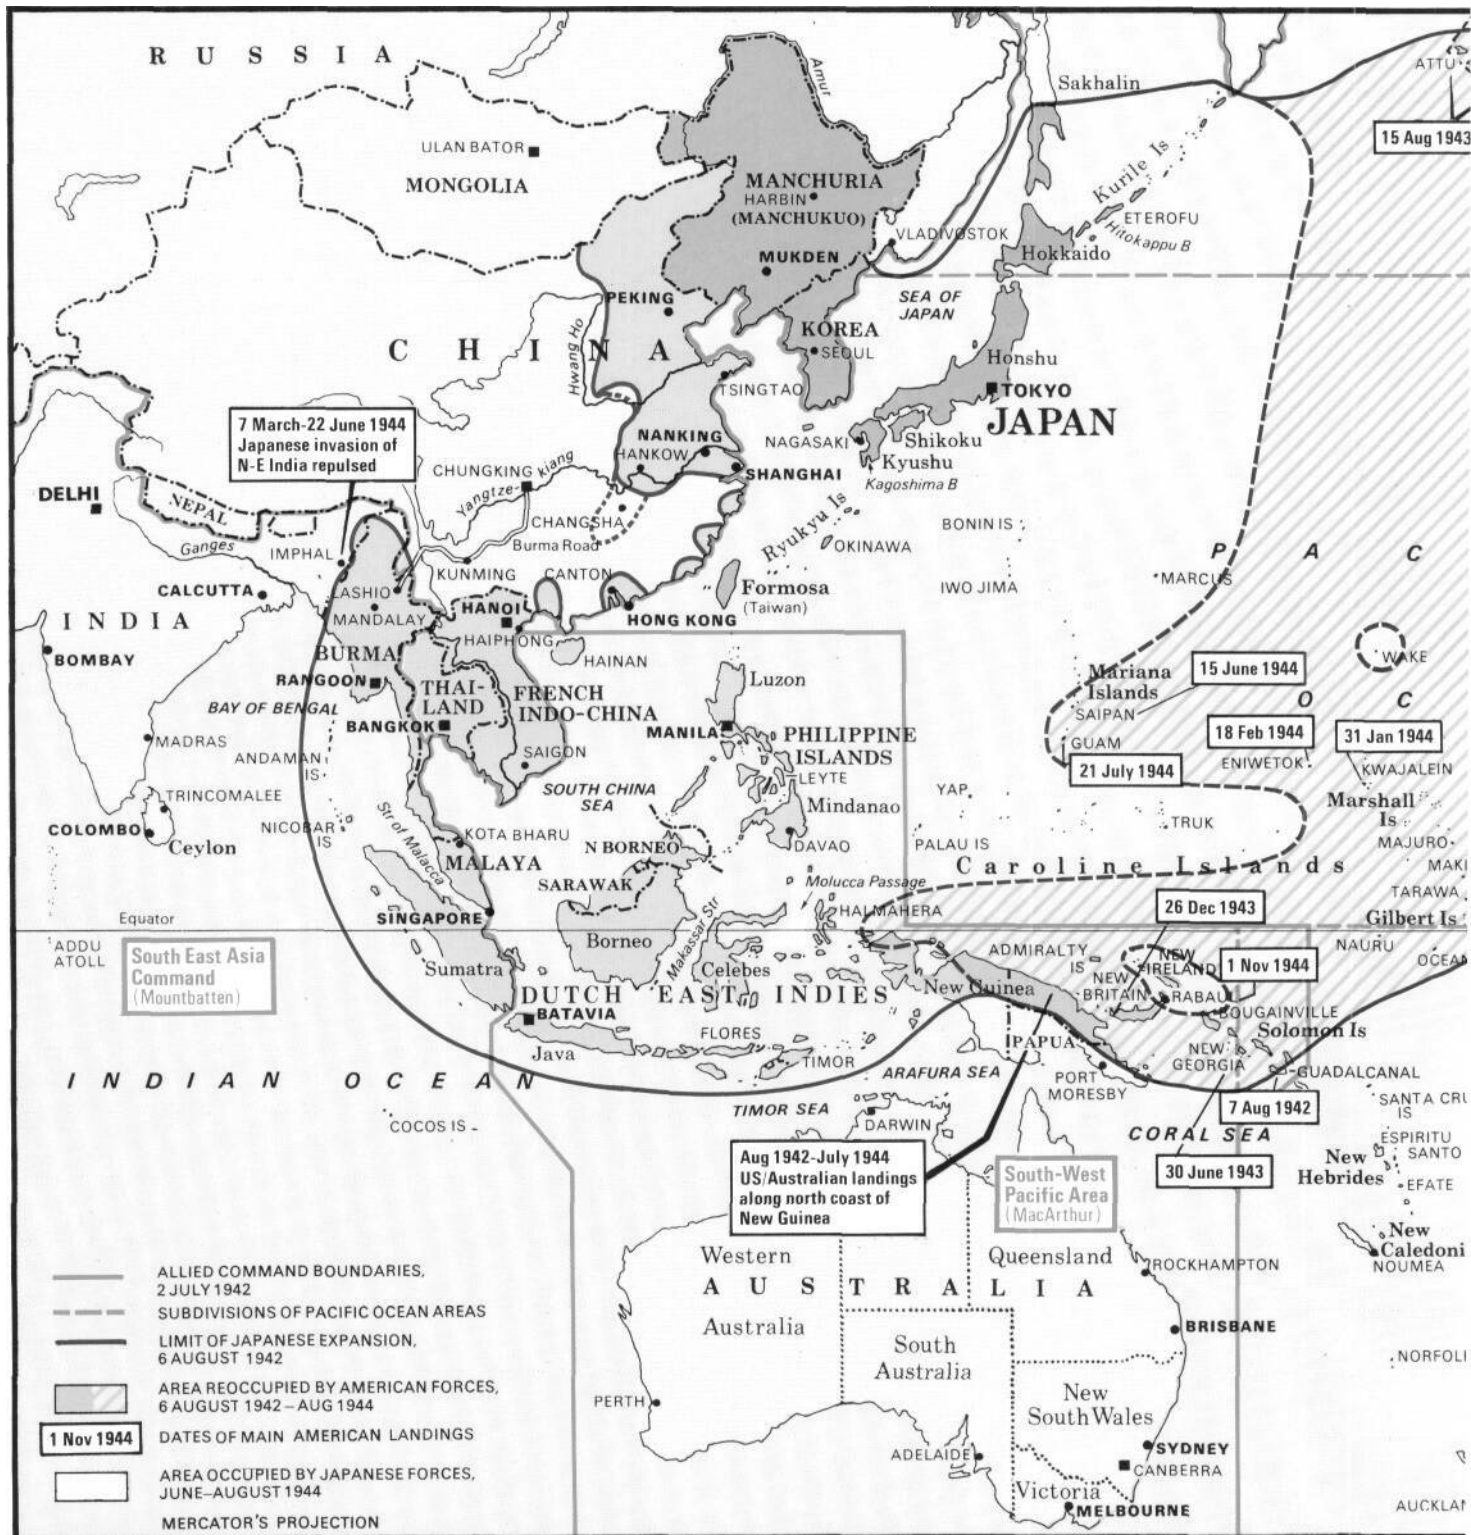 RUSSIA
Amur
Sakhalin
ATTU
15 Aug 1943
ULAN BATOR
MONGOLIA
MANCHURIA
HARBIN
(MANCHUKUO)
Kurile Is
ETEROFU
Hitokappu B
VLADIVOSTOK
Hokkaido
MUKDEN
PEKING
SEA OF
JAPAN
KOREA
SEOUL
CHINA
Hwang Ho
Honshu
TSINGTAO
TOKYO
JAPAN
7 March-22 June 1944
Japanese invasion of
N-E India repulsed
NANKING
HANKOW
NAGASAKI
Shikoku
Kyushu
SHANGHAI
Kagoshima B
CHUNGKING
Yangtze-kiang
DELHI
NEPAL
CHANGSHA
Burma Road
Ryukyu Is
OKINAWA
BONIN IS
Ganges
IMPHAL
PAC
KUNMING
CANTON
MARCUS
CALCUTTA
LASHIO
MANDALAY
HANOI
HAIPHONG
HONG KONG
Formosa
(Taiwan)
IWO JIMA
INDIA
BOMBAY
BURMA
HAINAN
WAKE
RANGOON
THAI-
LAND
FRENCH
INDO-CHINA
Luzon
Mariana
Islands
SAIPAN
15 June 1944
OC
BAY OF BENGAL
BANGKOK
MANILA
PHILIPPINE
ISLANDS
MADRAS
ANDAMAN
IS
SAIGON
LEYTE
GUAM
21 July 1944
18 Feb 1944
31 Jan 1944
ENIWETOK
KWAJALEIN
SOUTH CHINA
SEA
Mindanao
YAP
Marshall
Is
TRINCOMALEE
COLOMBO
Ceylon
NICOBAR
IS
Str of Malacca
KOTA BHARU
MALAYA
N BORNEO
DAVAO
PALAU IS
TRUK
MAJURO
MAKI
Caroline Islands
SARAWAK
Molucca Passage
TARAWA
SINGAPORE
HALMAHERA
26 Dec 1943
Gilbert Is
Equator
ADDU
ATOLL
South East Asia
Command
(Mountbatten)
Sumatra
Borneo
Makassar Str
Celebes
New Guinea
ADMIRALTY
IS
NEW
IRELAND
NEW
BRITAIN
RABAUL
1 Nov 1944
NAURU
OCEAN
DUTCH EAST INDIES
BATAVIA
Java
FLORES
TIMOR
PAPUA
BOUGAINVILLE
Solomon Is
NEW
GEORGIA
GUADALCANAL
INDIAN OCEAN
ARAFURA SEA
PORT
MORESBY
7 Aug 1942
SANTA CRU
IS
COCOS IS
TIMOR SEA
DARWIN
CORAL SEA
30 June 1943
ESPIRITU
SANTO
New
Hebrides
EFATE
Aug 1942-July 1944
US/Australian landings
along north coast of
New Guinea
South-West
Pacific Area
(MacArthur)
New
Caledoni
NOUMEA
Western
Australia
Queensland
ROCKHAMPTON
AUSTRALIA
BRISBANE
South
Australia
NORFOL
PERTH
New
South Wales
ADELAIDE
SYDNEY
CANBERRA
Victoria
MELBOURNE
AUCKLAN
ALLIED COMMAND BOUNDARIES,
2 JULY 1942
SUBDIVISIONS OF PACIFIC OCEAN AREAS
LIMIT OF JAPANESE EXPANSION,
6 AUGUST 1942
AREA REOCCUPIED BY AMERICAN FORCES,
6 AUGUST 1942–AUG 1944
1 Nov 1944
DATES OF MAIN AMERICAN LANDINGS
AREA OCCUPIED BY JAPANESE FORCES,
JUNE–AUGUST 1944
MERCATOR'S PROJECTION